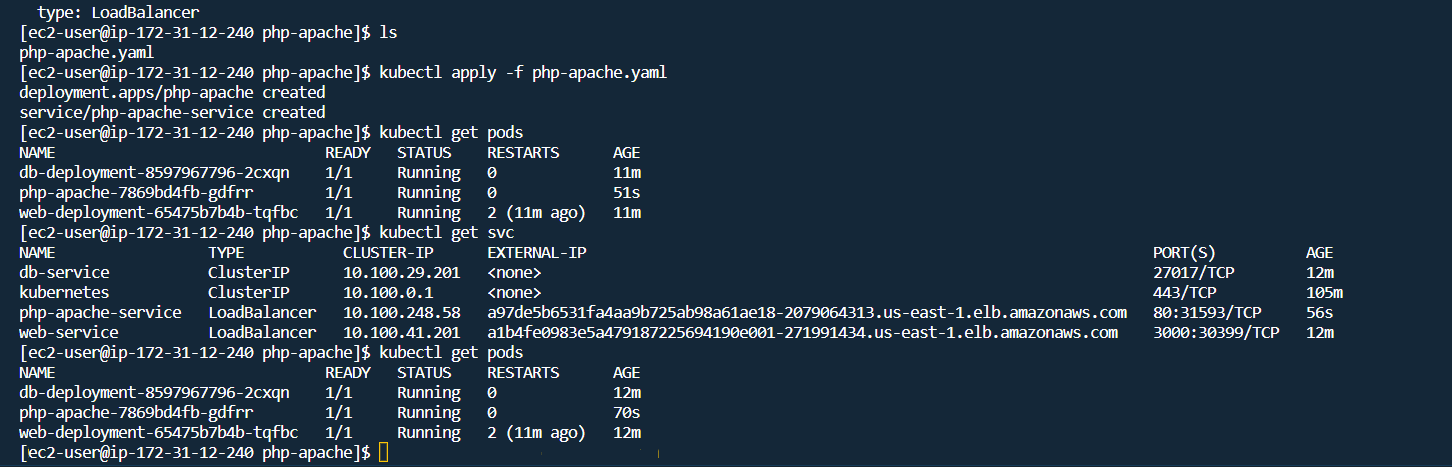 type: LoadBalancer
[ec2-user@ip-172-31-12-240 php-apache]$ ls
php-apache.yaml
[ec2-user@ip-172-31-12-240 php-apache]$ kubectl apply -f php-apache.yaml
deployment.apps/php-apache created
service/php-apache-service created
[ec2-user@ip-172-31-12-240 php-apache]$ kubectl get pods
NAME READY STATUS RESTARTS AGE
db-deployment-8597967796-2cxqn 1/1 Running 0 11m
php-apache-7869bd4fb-gdfrr 1/1 Running 0 51s
web-deployment-65475b7b4b-tqfbc 1/1 Running 2 (11m ago) 11m
[ec2-user@ip-172-31-12-240 php-apache]$ kubectl get svc
NAME TYPE CLUSTER-IP EXTERNAL-IP PORT(S) AGE
db-service ClusterIP 10.100.29.201 <none> 27017/TCP 12m
kubernetes ClusterIP 10.100.0.1 <none> 443/TCP 105m
php-apache-service LoadBalancer 10.100.248.58 a97de5b6531fa4aa9b725ab98a61ae18-2079064313.us-east-1.elb.amazonaws.com 80:31593/TCP 56s
web-service LoadBalancer 10.100.41.201 a1b4fe0983e5a479187225694190e001-271991434.us-east-1.elb.amazonaws.com 3000:30399/TCP 12m
[ec2-user@ip-172-31-12-240 php-apache]$ kubectl get pods
NAME READY STATUS RESTARTS AGE
db-deployment-8597967796-2cxqn 1/1 Running 0 12m
php-apache-7869bd4fb-gdfrr 1/1 Running 0 70s
web-deployment-65475b7b4b-tqfbc 1/1 Running 2 (11m ago) 12m
[ec2-user@ip-172-31-12-240 php-apache]$